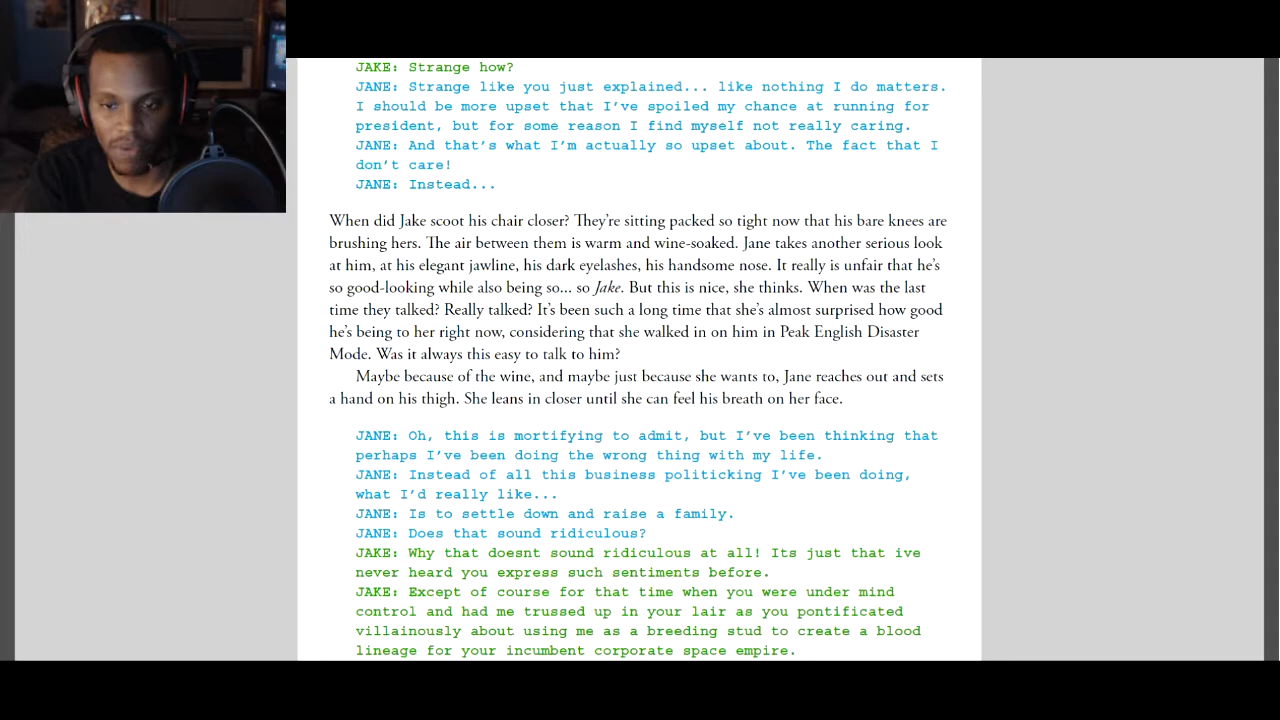 JAKE: Strange how?
JANE: Strange like you just explained... like nothing I do matters.
I should be more upset that I've spoiled my chance at running for
president, but for some reason I find myself not really caring.
JANE: And that's what I'm actually so upset about. The fact that I
don't care!
JANE: Instead...
When did Jake scoot his chair closer? They're sitting packed so tight now that his bare knees are
brushing hers. The air between them is warm and wine-soaked. Jane takes another serious look
at him, at his elegant jawline, his dark eyelashes, his handsome nose. It really is unfair that he's
so good-looking while also being so... so Jake. But this is nice, she thinks. When was the last
time they talked? Really talked? It's been such a long time that she's almost surprised how good
he's being to her right now, considering that she walked in on him in Peak English Disaster
Mode. Was it always this easy to talk to him?
Maybe because of the wine, and maybe just because she wants to, Jane reaches out and sets
a hand on his thigh. She leans in closer until she can feel his breath on her face.
JANE: Oh, this is mortifying to admit, but I've been thinking that
perhaps I've been doing the wrong thing with my life.
JANE: Instead of all this business politicking I've been doing,
what I'd really like...
JANE: Is to settle down and raise a family.
JANE: Does that sound ridiculous?
JAKE: Why that doesnt sound ridiculous at all! Its just that ive
never heard you express such sentiments before.
JAKE: Except of course for that time when you were under mind
control and had me trussed up in your lair as you pontificated
villainously about using me as a breeding stud to create a blood
lineage for your incumbent corporate space empire.